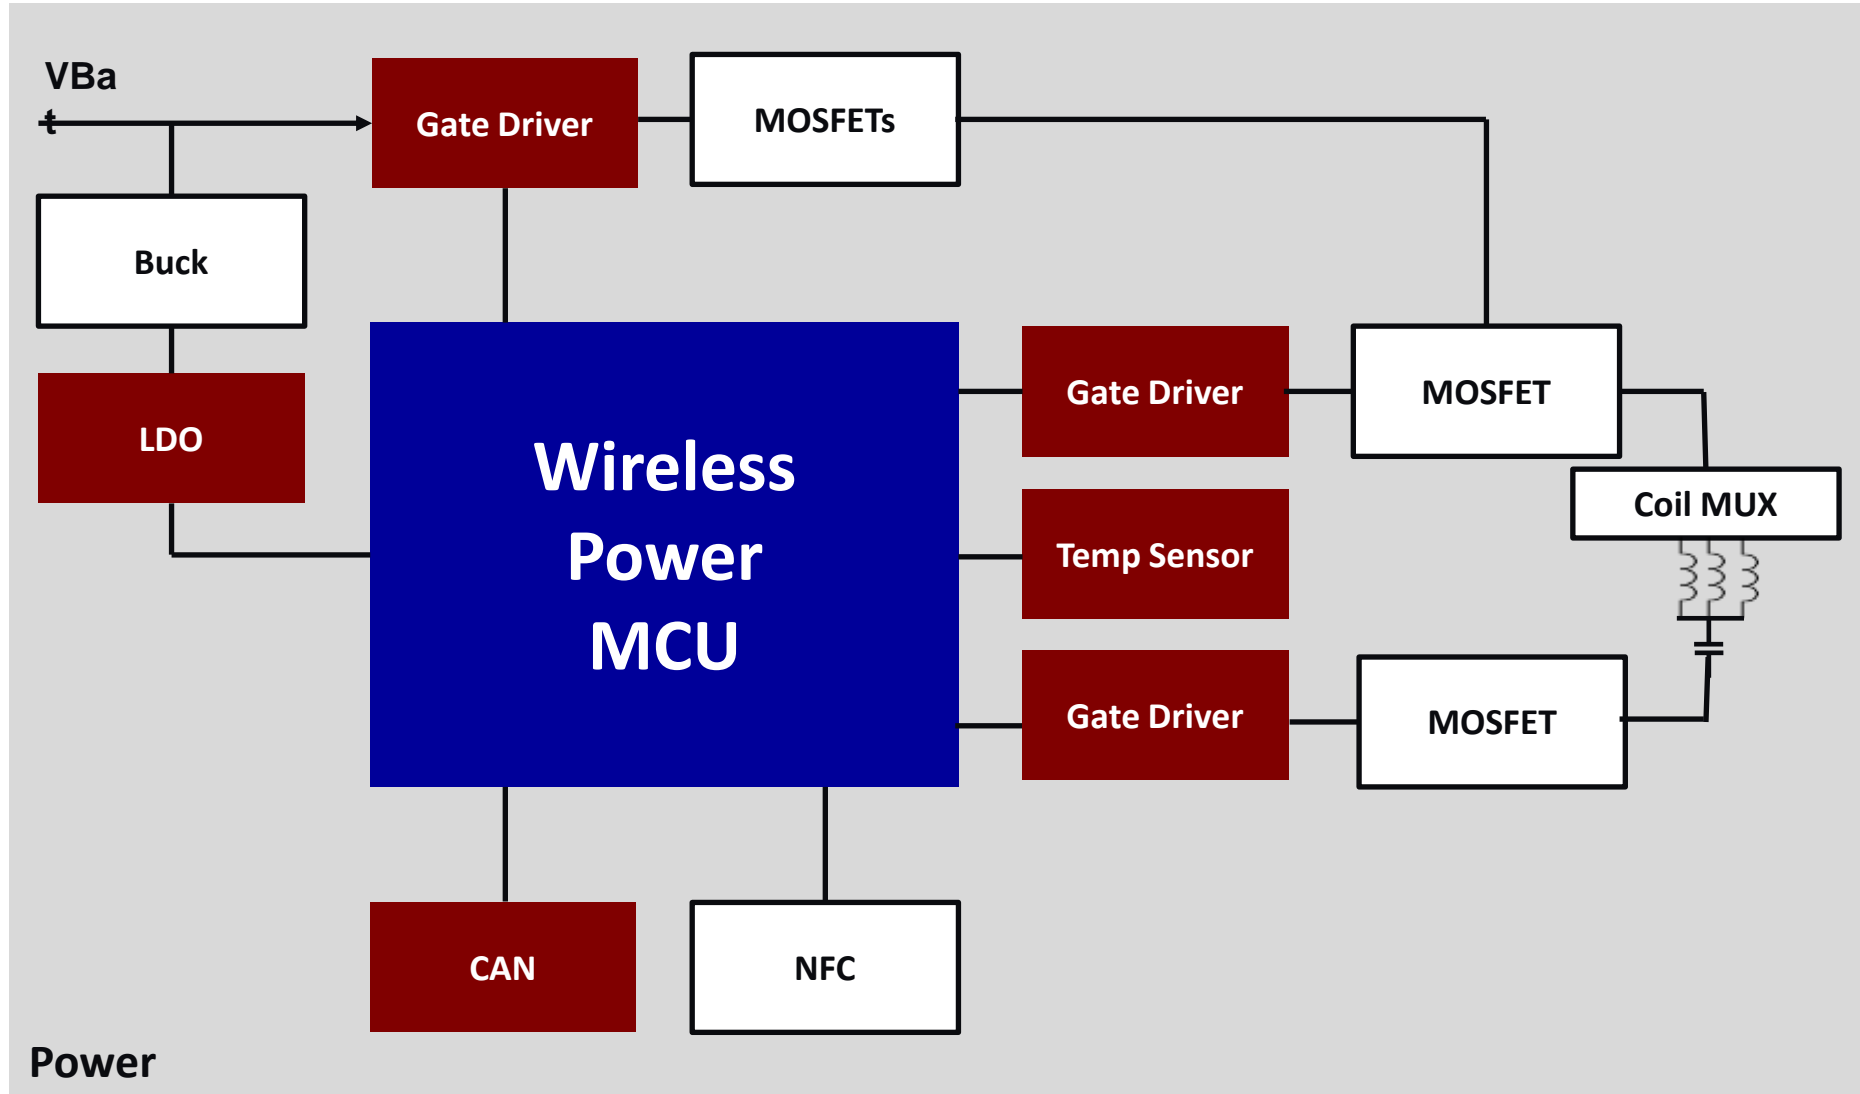 VBa
t
Gate Driver
MOSFETs
Buck
LDO
Wireless
Power
MCU
Gate Driver
MOSFET
Coil MUX
Temp Sensor
Gate Driver
MOSFET
CAN
NFC
Power